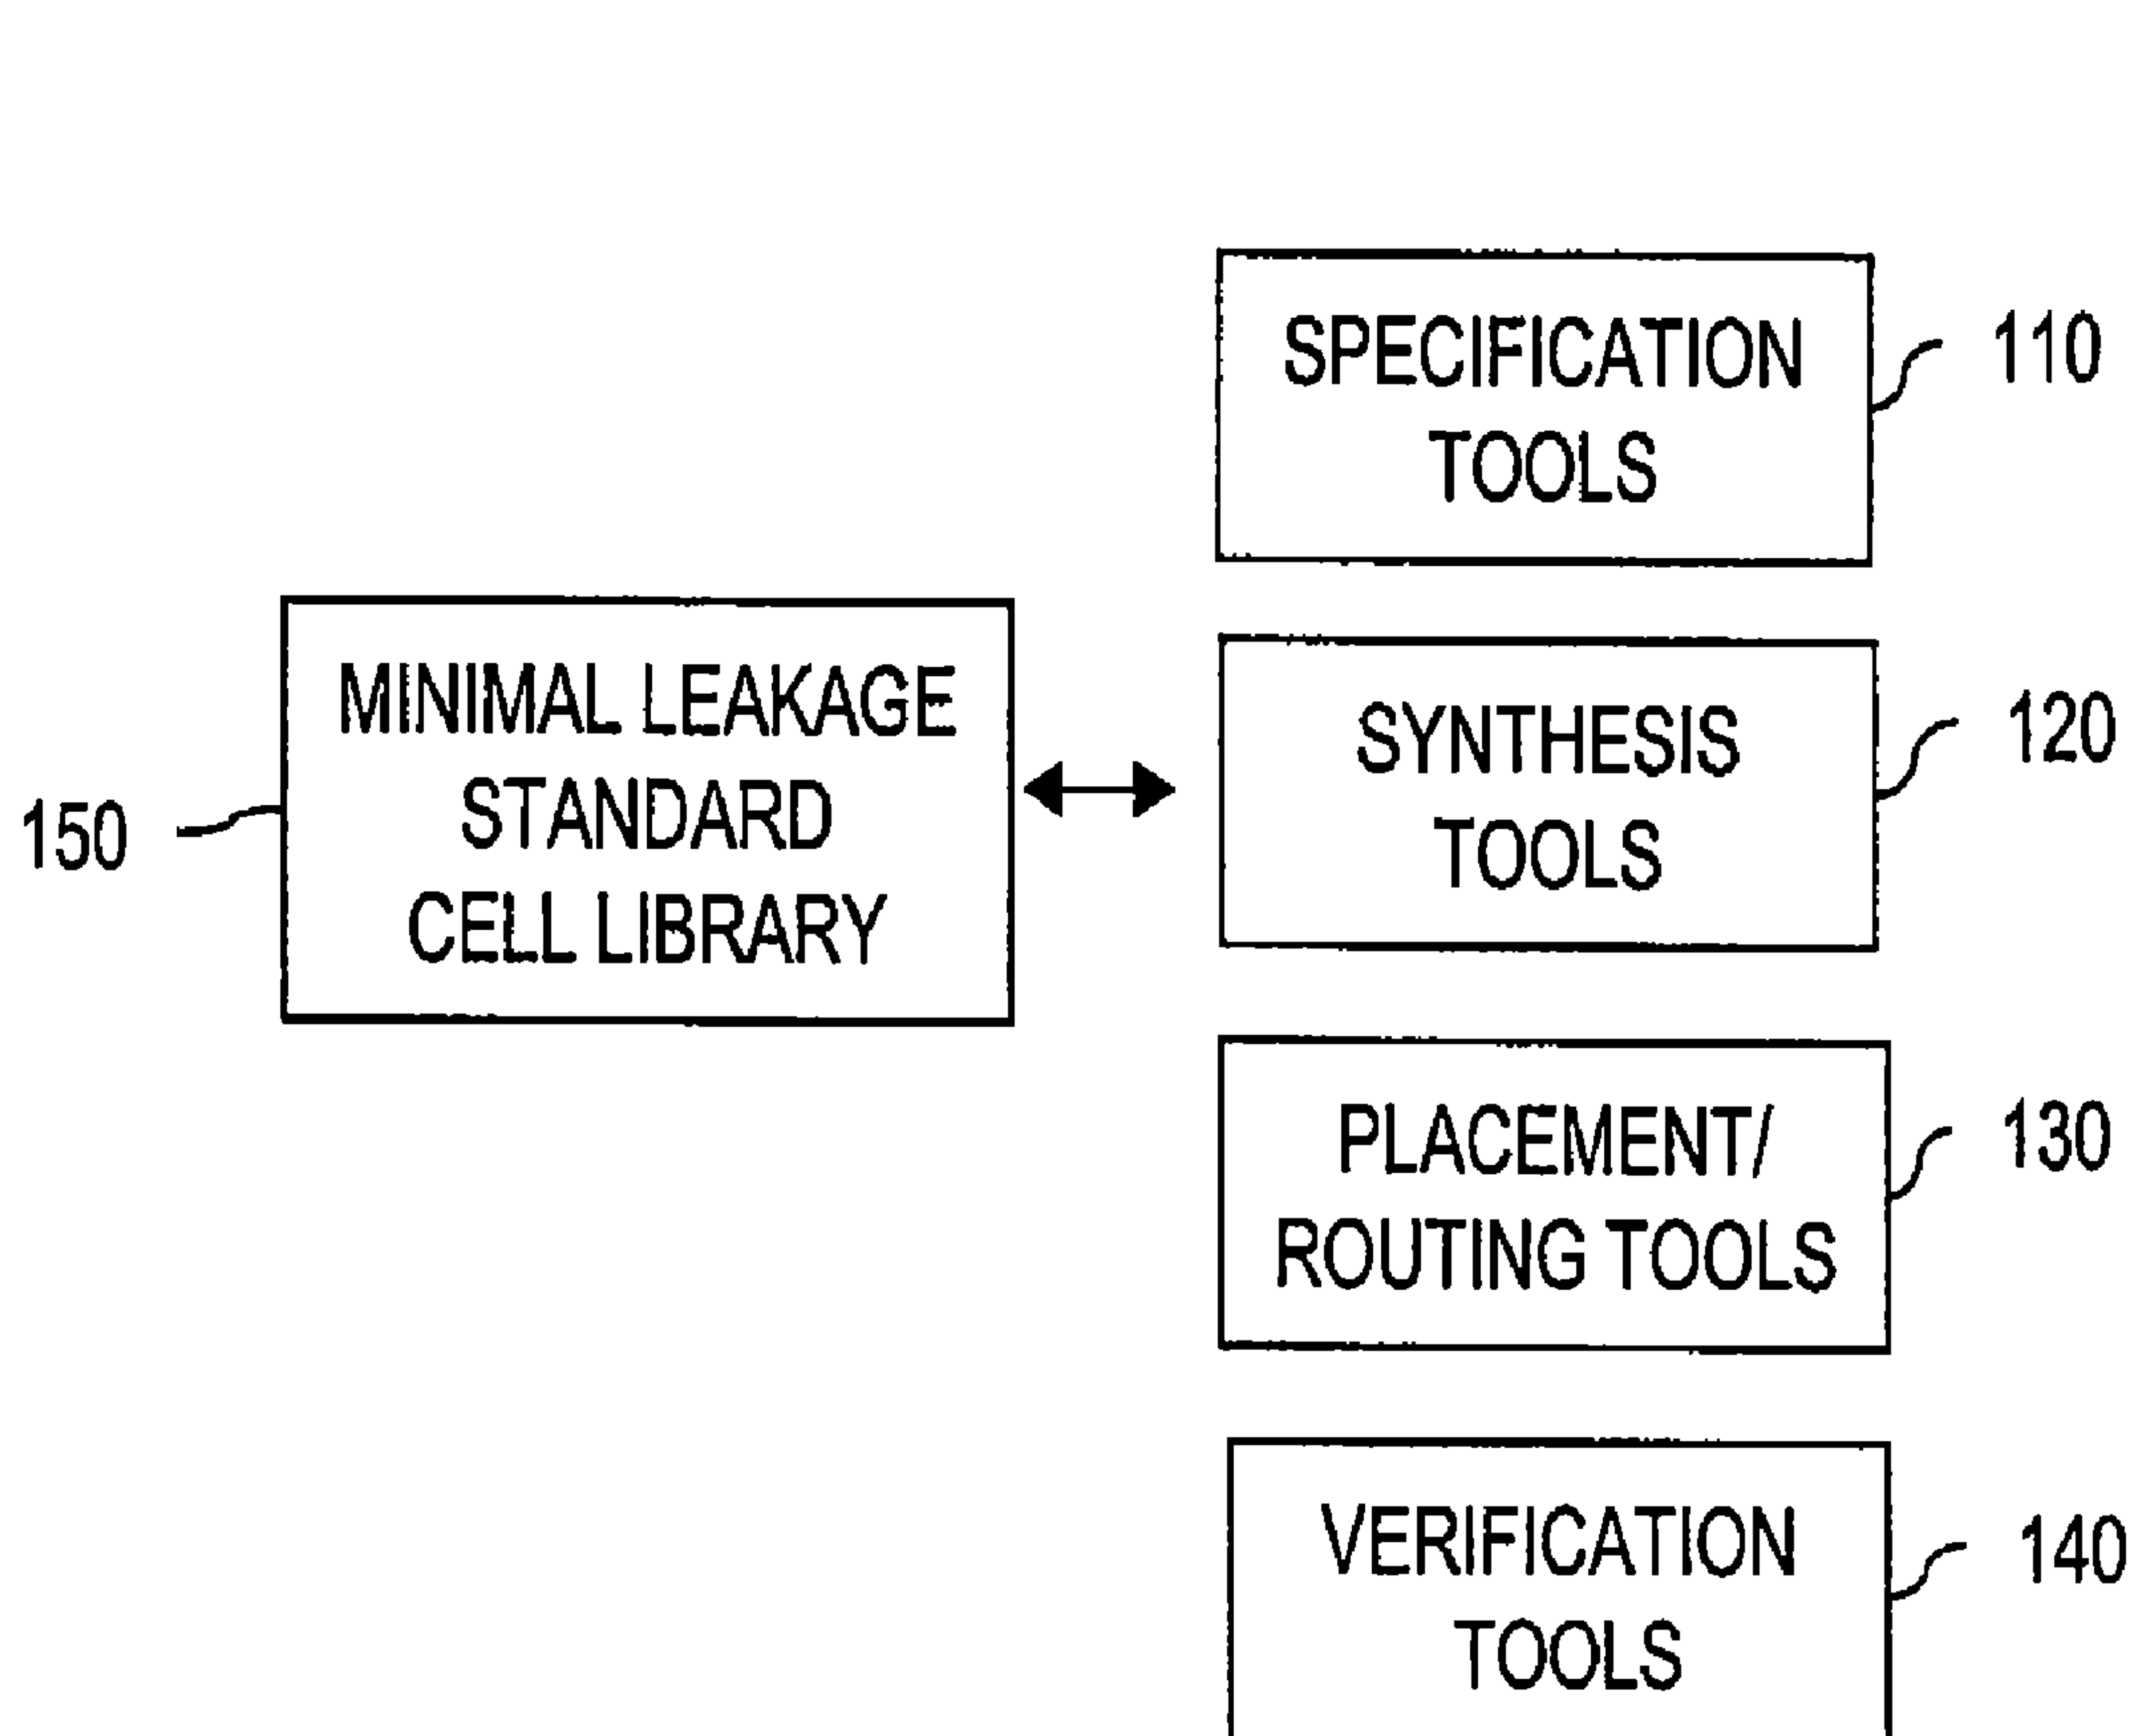 SPECIFICATION
TOOLS
110
MINIMAL LEAKAGE
STANDARD
CELL LIBRARY
150
SYNTHESIS
TOOLS
120
PLACEMENT/
ROUTING TOOLS
130
VERIFICATION
TOOLS
140